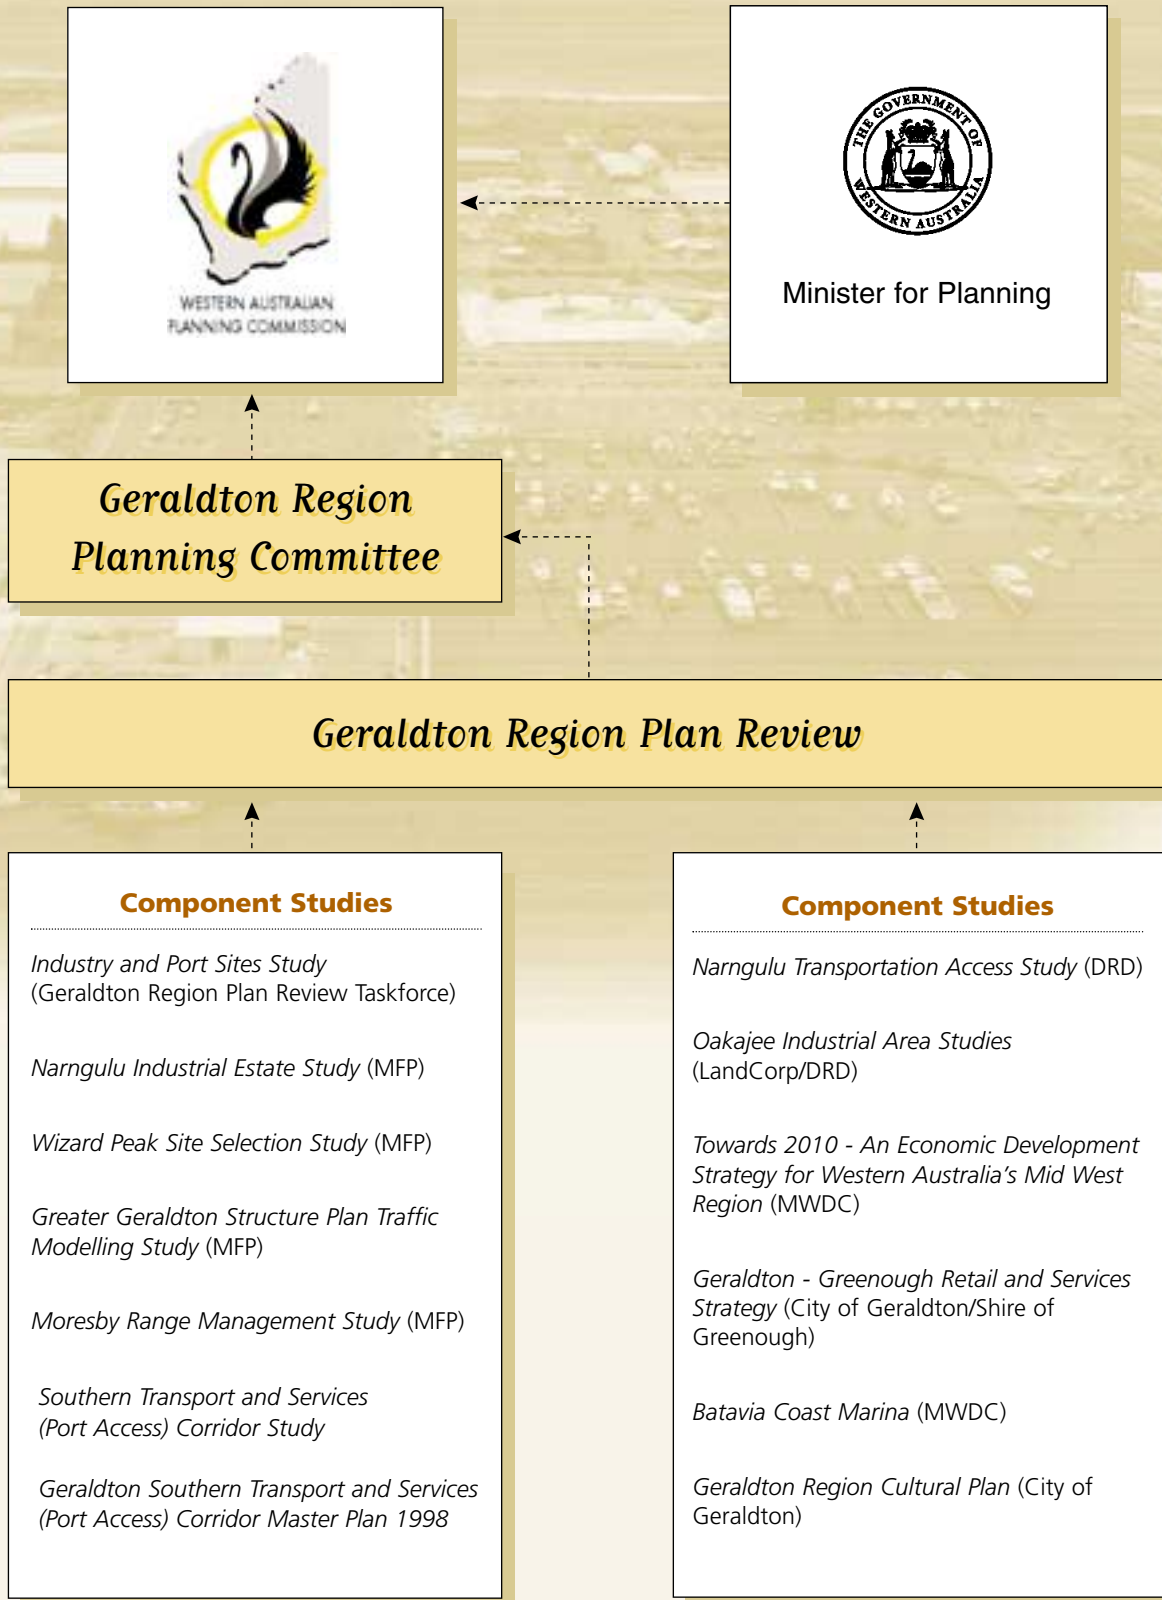 WESTERN AUSTRALIAN
PLANNING COMMISSION
THE GOVERNMENT OF
WESTERN AUSTRALIA
Minister for Planning
Geraldton Region
Planning Committee
Geraldton Region Plan Review
Component Studies
Industry and Port Sites Study
(Geraldton Region Plan Review Taskforce)
Narngulu Industrial Estate Study (MFP)
Wizard Peak Site Selection Study (MFP)
Greater Geraldton Structure Plan Traffic
Modelling Study (MFP)
Moresby Range Management Study (MFP)
Southern Transport and Services
(Port Access) Corridor Study
Geraldton Southern Transport and Services
(Port Access) Corridor Master Plan 1998
Component Studies
Narngulu Transportation Access Study (DRD)
Oakajee Industrial Area Studies
(LandCorp/DRD)
Towards 2010 - An Economic Development
Strategy for Western Australia's Mid West
Region (MWDC)
Geraldton - Greenough Retail and Services
Strategy (City of Geraldton/Shire of
Greenough)
Batavia Coast Marina (MWDC)
Geraldton Region Cultural Plan (City of
Geraldton)